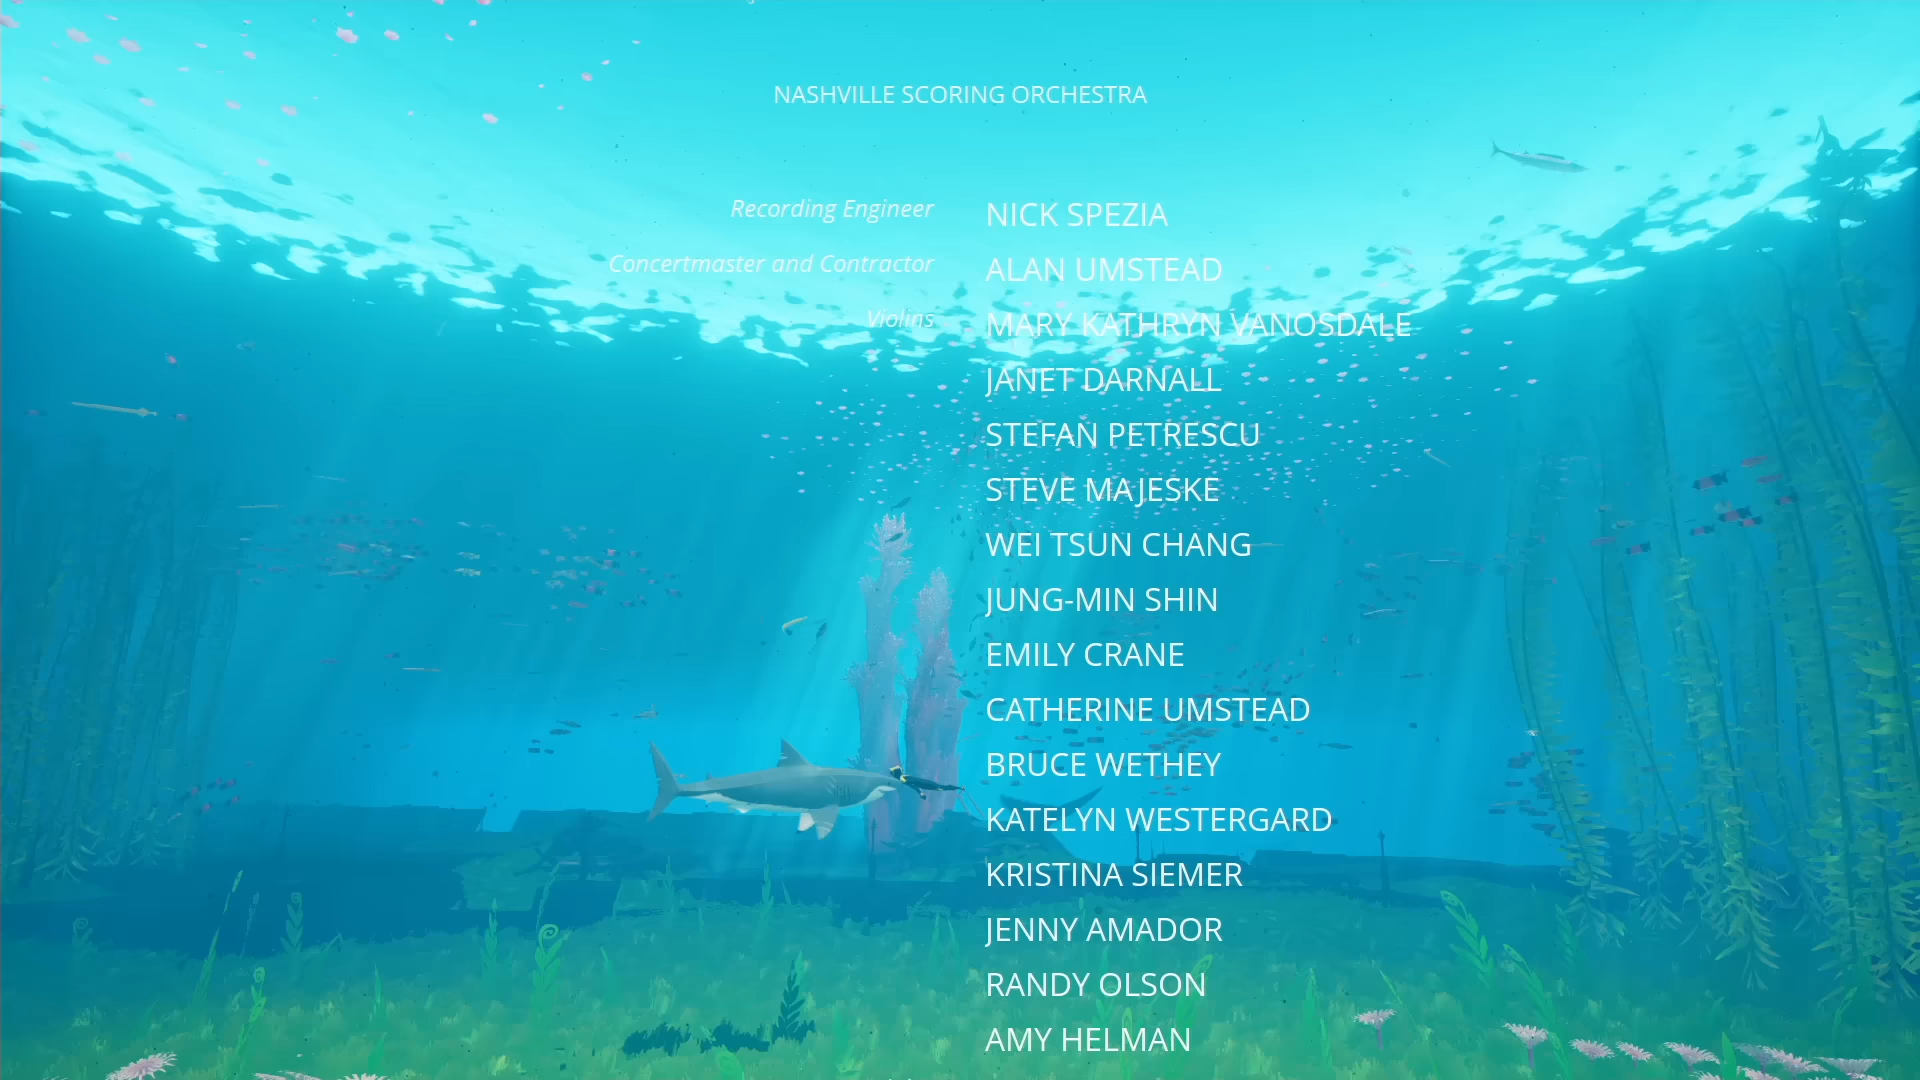 NASHVILLE SCORING ORCHESTRA
Recording Engineer NICK SPEZIA
Concertmaster and Contractor ALAN UMSTEAD
Violins MARY KATHRYN VANOSDALE
JANET DARNALL
STEFAN PETRESCU
STEVE MAJESKE
WEI TSUN CHANG
JUNG-MIN SHIN
EMILY CRANE
CATHERINE UMSTEAD
BRUCE WETHEY
KATELYN WESTERGARD
KRISTINA SIEMER
JENNY AMADOR
RANDY OLSON
AMY HELMAN